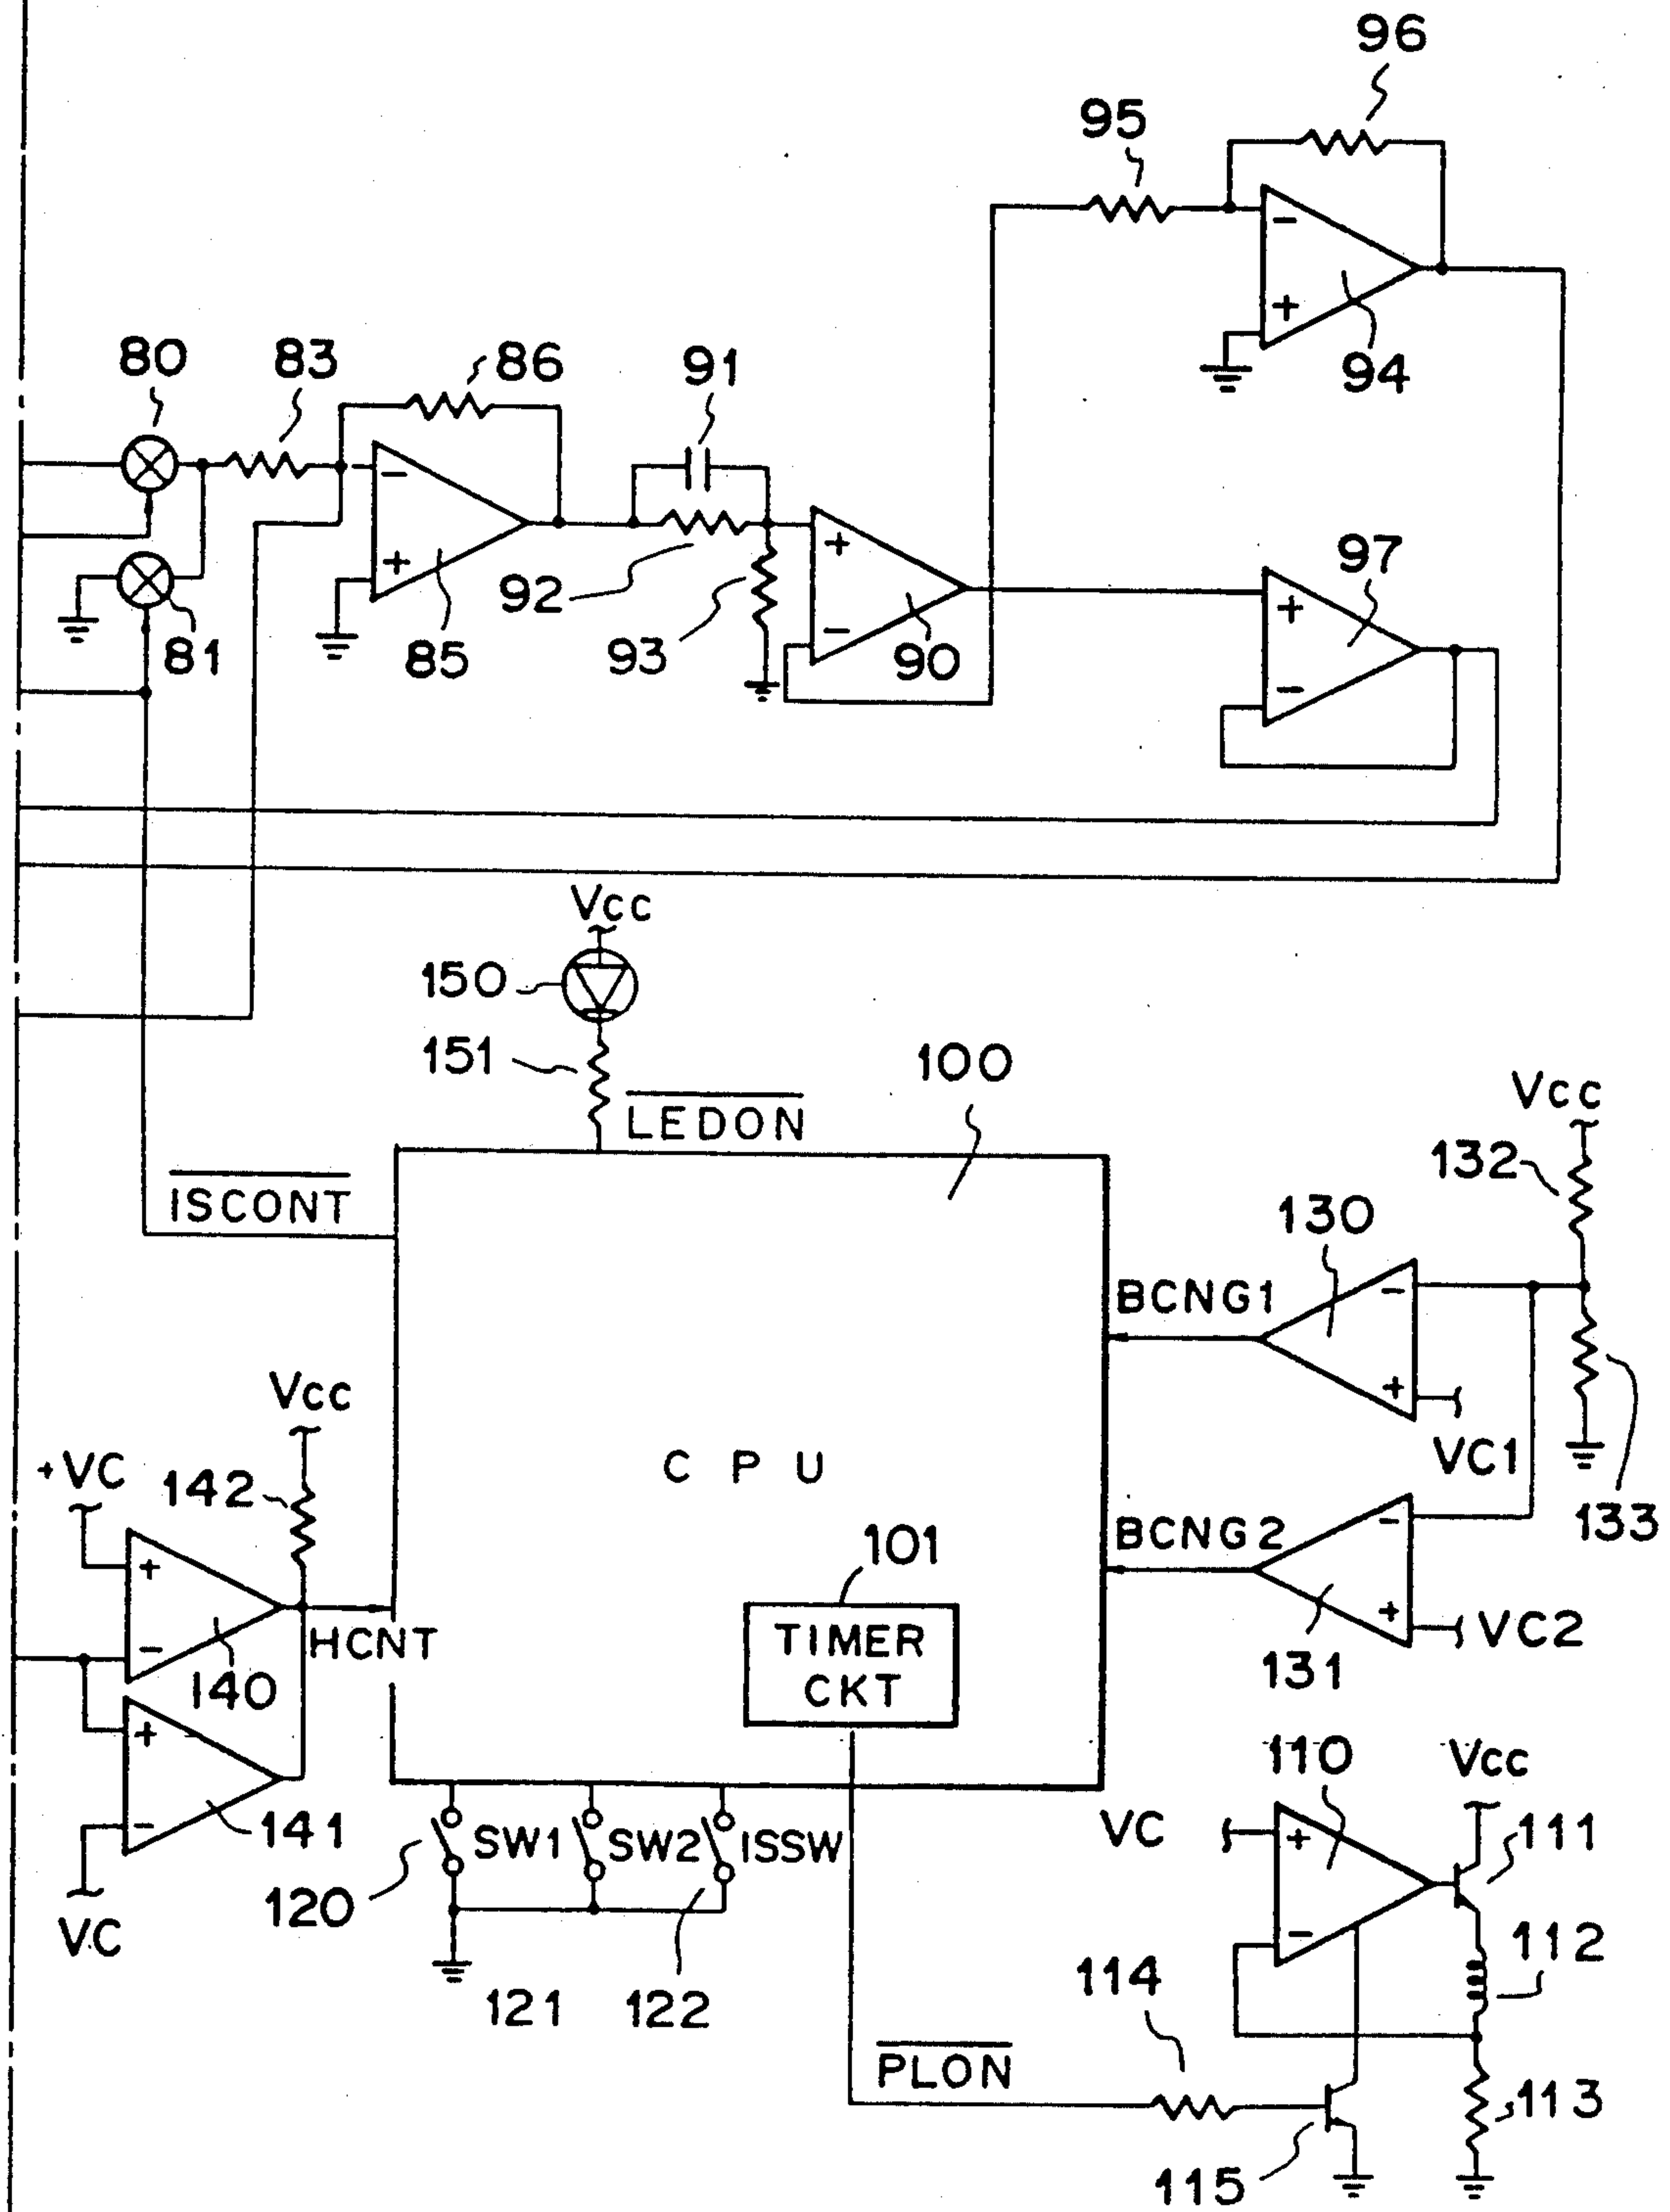 96
95
94
80
83
86
91
81
85
92
93
90
97
Vcc
150
151
LEDON
100
ISCONT
Vcc
132
130
BCNG1
VC1
133
CPU
Vcc
+VC
142
HCNT
140
141
VC
101
TIMER
CKT
BCNG2
131
VC2
SW1
SW2
ISSW
120
121
122
110
Vcc
VC
111
112
114
PLON
113
115
+
-
+
-
+
-
+
-
+
-
+
-
+
-
+
-
+
-
+
-